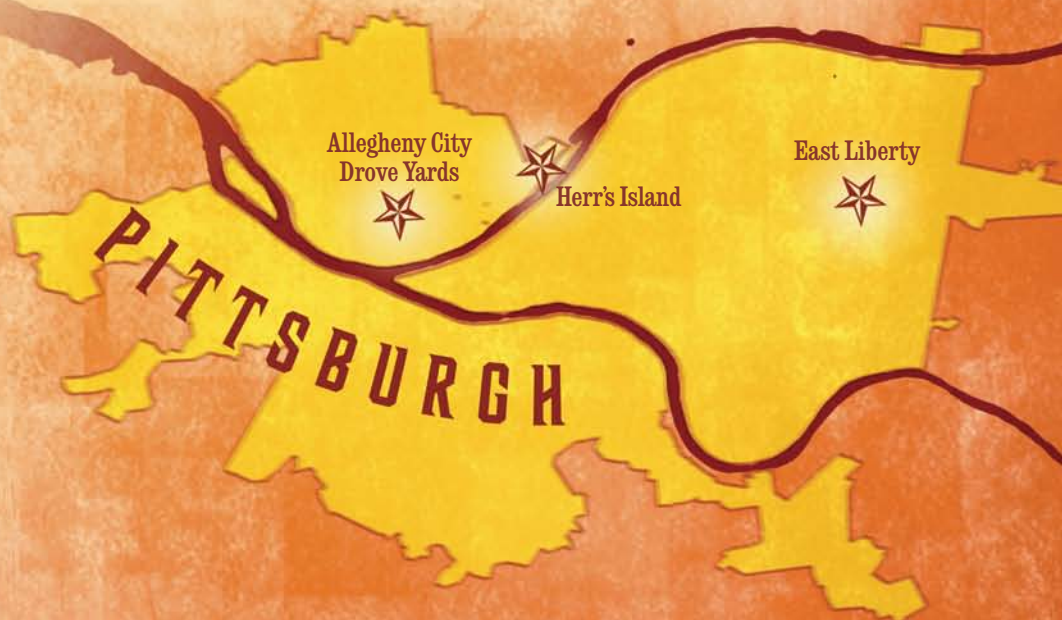 Allegheny City
Drove Yards
Herr's Island
East Liberty
PITTSBURGH